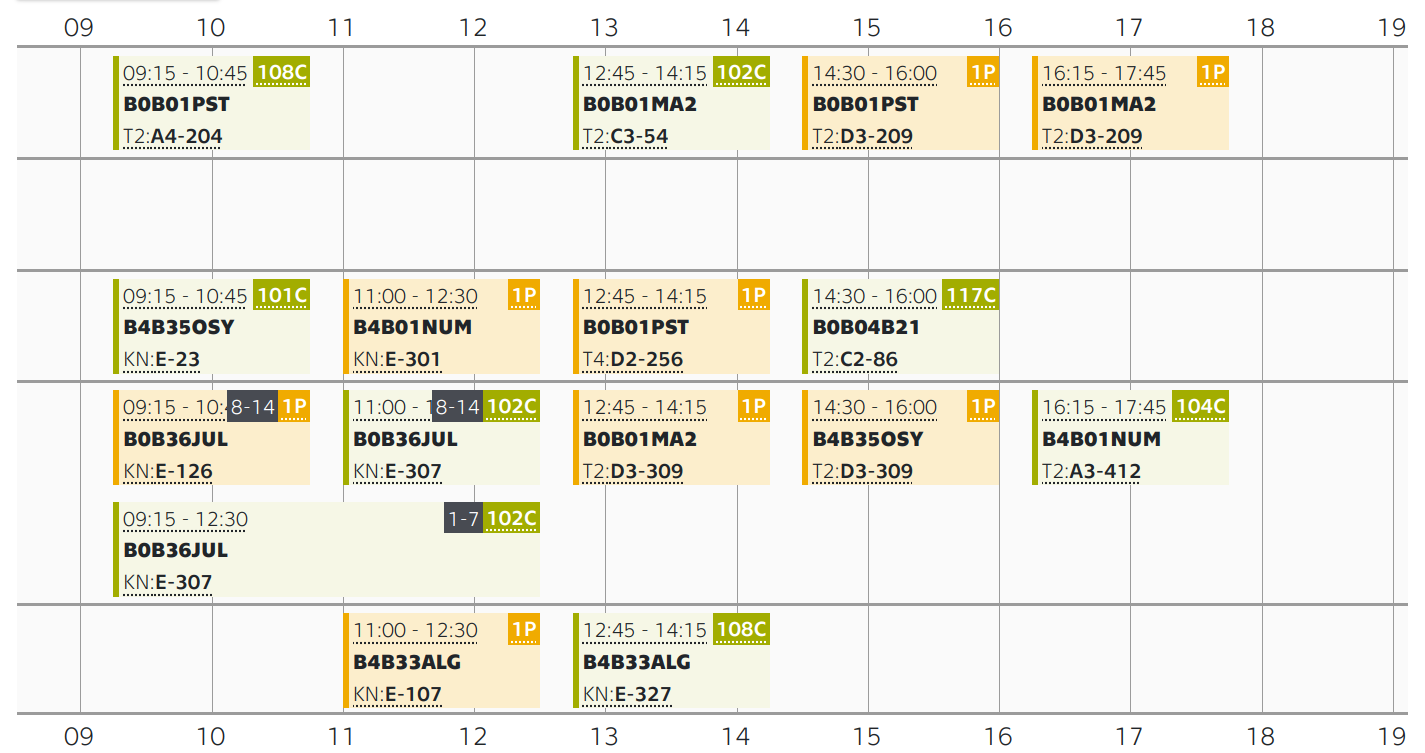 09 10 11 12 13 14 15 16 17 18 19
09:15 - 10:45 108C
B0B01PST
T2:A4-204
12:45 - 14:15 102C
B0B01MA2
T2:C3-54
14:30 - 16:00 1P
B0B01PST
T2:D3-209
16:15 - 17:45 1P
B0B01MA2
T2:D3-209
09:15 - 10:45 101C
B4B35OSY
KN:E-23
11:00 - 12:30 1P
B4B01NUM
KN:E-301
12:45 - 14:15 1P
B0B01PST
T4:D2-256
14:30 - 16:00 117C
B0B04B21
T2:C2-86
09:15 - 10: 8-14 1P
B0B36JUL
KN:E-126
11:00 - 1 8-14 102C
B0B36JUL
KN:E-307
12:45 - 14:15 1P
B0B01MA2
T2:D3-309
14:30 - 16:00 1P
B4B35OSY
T2:D3-309
16:15 - 17:45 104C
B4B01NUM
T2:A3-412
09:15 - 12:30 1-7 102C
B0B36JUL
KN:E-307
11:00 - 12:30 1P
B4B33ALG
KN:E-107
12:45 - 14:15 108C
B4B33ALG
KN:E-327
09 10 11 12 13 14 15 16 17 18 19